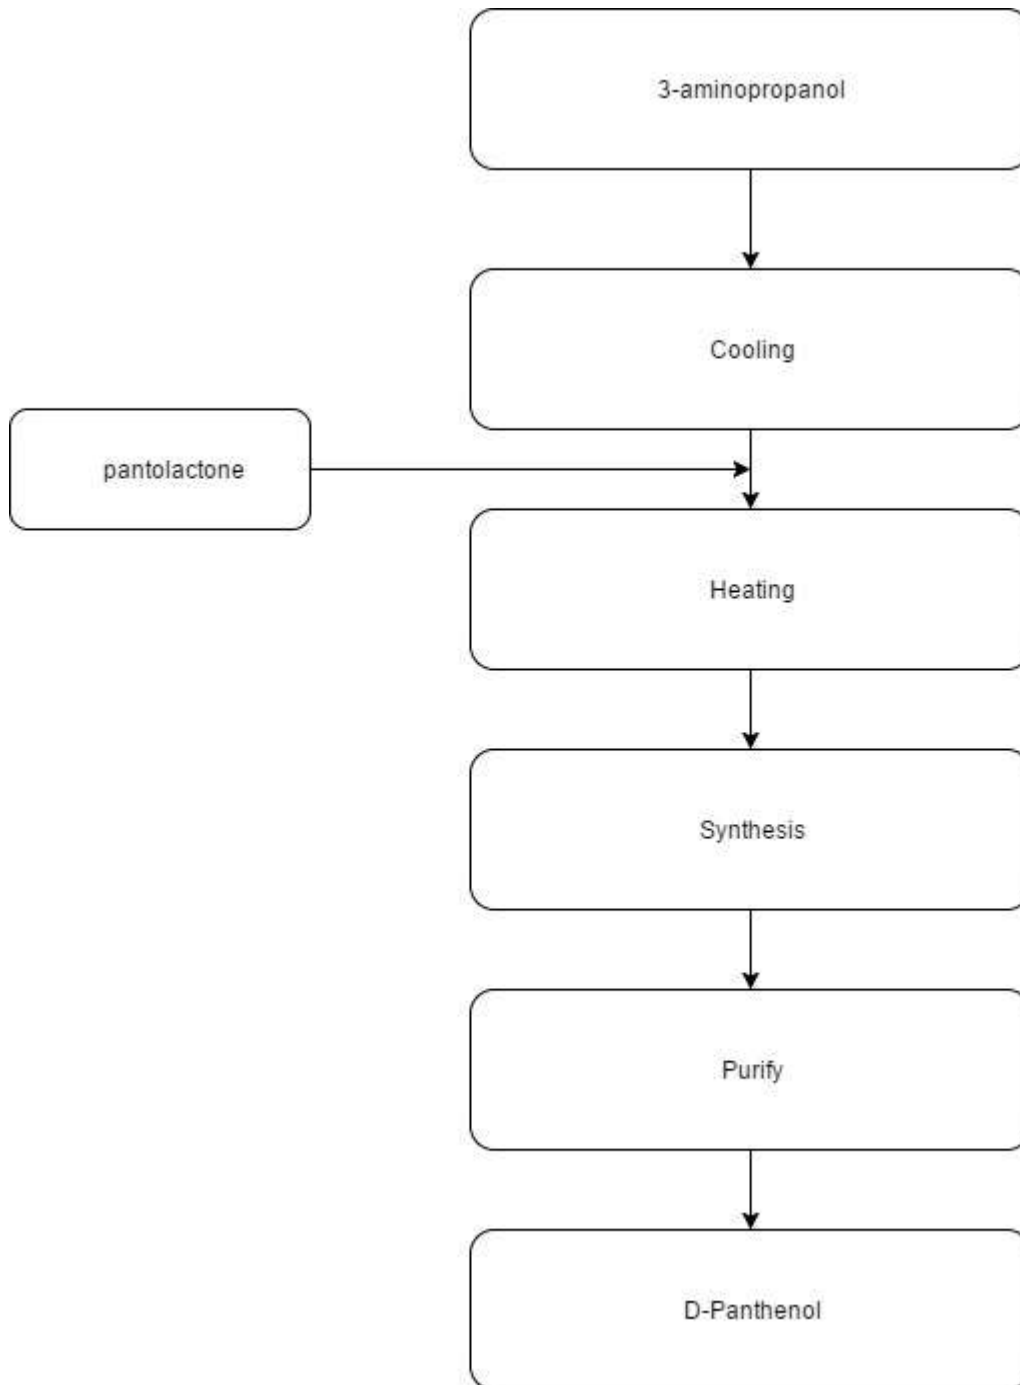 3-aminopropanol
Cooling
pantolactone
Heating
Synthesis
Purify
D-Panthenol